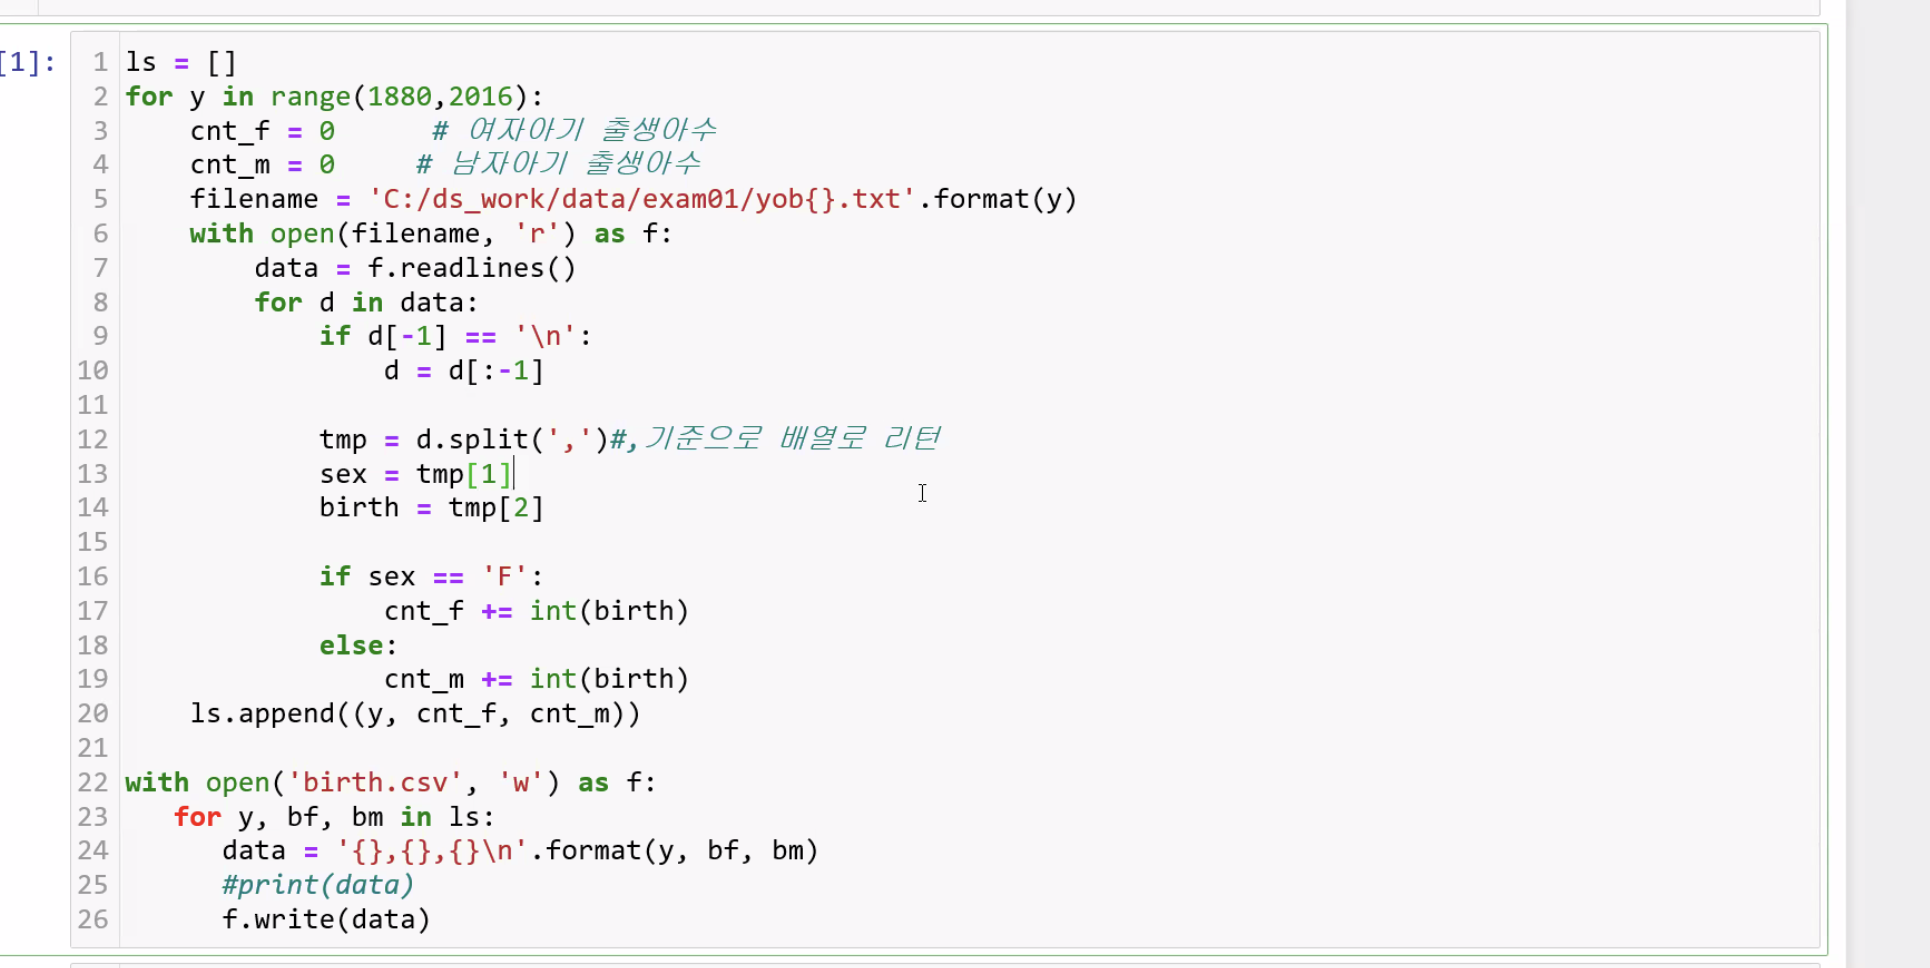 [1]:
1 ls = []
2 for y in range(1880,2016):
3     cnt_f = 0      # 여자아기 출생아수
4     cnt_m = 0     # 남자아기 출생아수
5     filename = 'C:/ds_work/data/exam01/yob{}.txt'.format(y)
6     with open(filename, 'r') as f:
7         data = f.readlines()
8         for d in data:
9             if d[-1] == '\n':
10                 d = d[:-1]
11
12             tmp = d.split(',')#,기준으로 배열로 리턴
13             sex = tmp[1]
14             birth = tmp[2]
15
16             if sex == 'F':
17                 cnt_f += int(birth)
18             else:
19                 cnt_m += int(birth)
20     ls.append((y, cnt_f, cnt_m))
21
22 with open('birth.csv', 'w') as f:
23    for y, bf, bm in ls:
24       data = '{},{},{}\n'.format(y, bf, bm)
25       #print(data)
26       f.write(data)